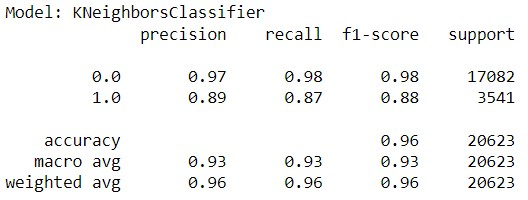 Model: KNeighborsClassifier
precision recall f1-score support
0.0 0.97 0.98 0.98 17082
1.0 0.89 0.87 0.88 3541
accuracy 0.96 20623
macro avg 0.93 0.93 0.93 20623
weighted avg 0.96 0.96 0.96 20623